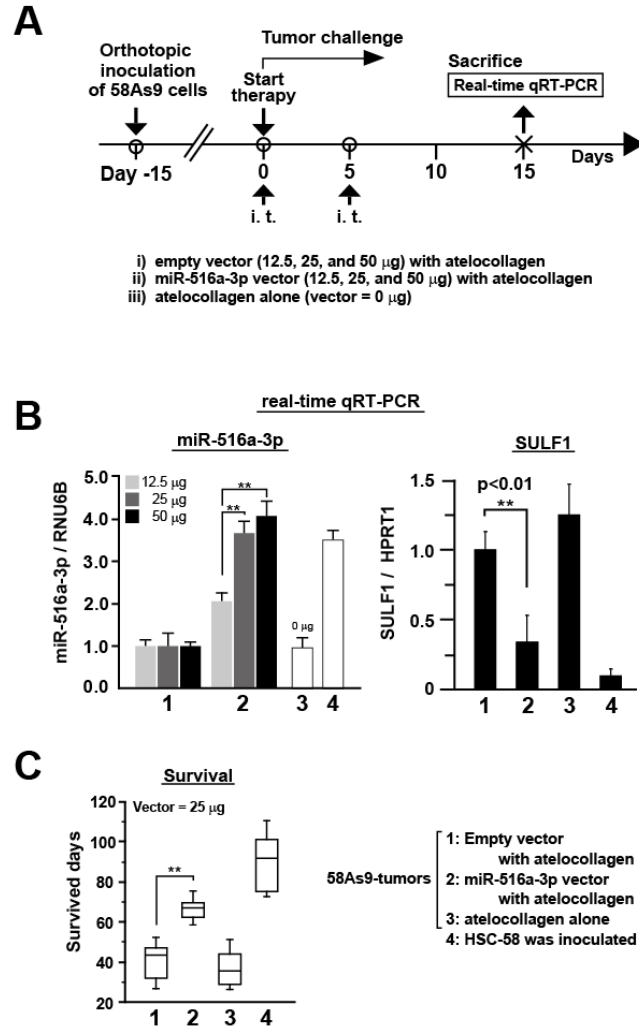 A
Orthotopic
inoculation
of 58As9 cells
Tumor challenge
Start
therapy
Sacrifice
Real-time qRT-PCR
Day -15
0
5
10
15
Days
i. t.
i. t.
i) empty vector (12.5, 25, and 50 μg) with atelocollagen
ii) miR-516a-3p vector (12.5, 25, and 50 μg) with atelocollagen
iii) atelocollagen alone (vector = 0 μg)
B
real-time qRT-PCR
miR-516a-3p
miR-516a-3p / RNU6B
5.0
4.0
3.0
2.0
1.0
0.0
12.5 μg
25 μg
50 μg
**
**
0 μg
1
2
3
4
SULF1
SULF1 / HPRT1
1.5
1.0
0.5
0
p<0.01
**
1
2
3
4
C
Survival
Vector = 25 μg
Survived days
120
100
80
60
40
20
**
1
2
3
4
58As9-tumors
1: Empty vector
with atelocollagen
2: miR-516a-3p vector
with atelocollagen
3: atelocollagen alone
4: HSC-58 was inoculated